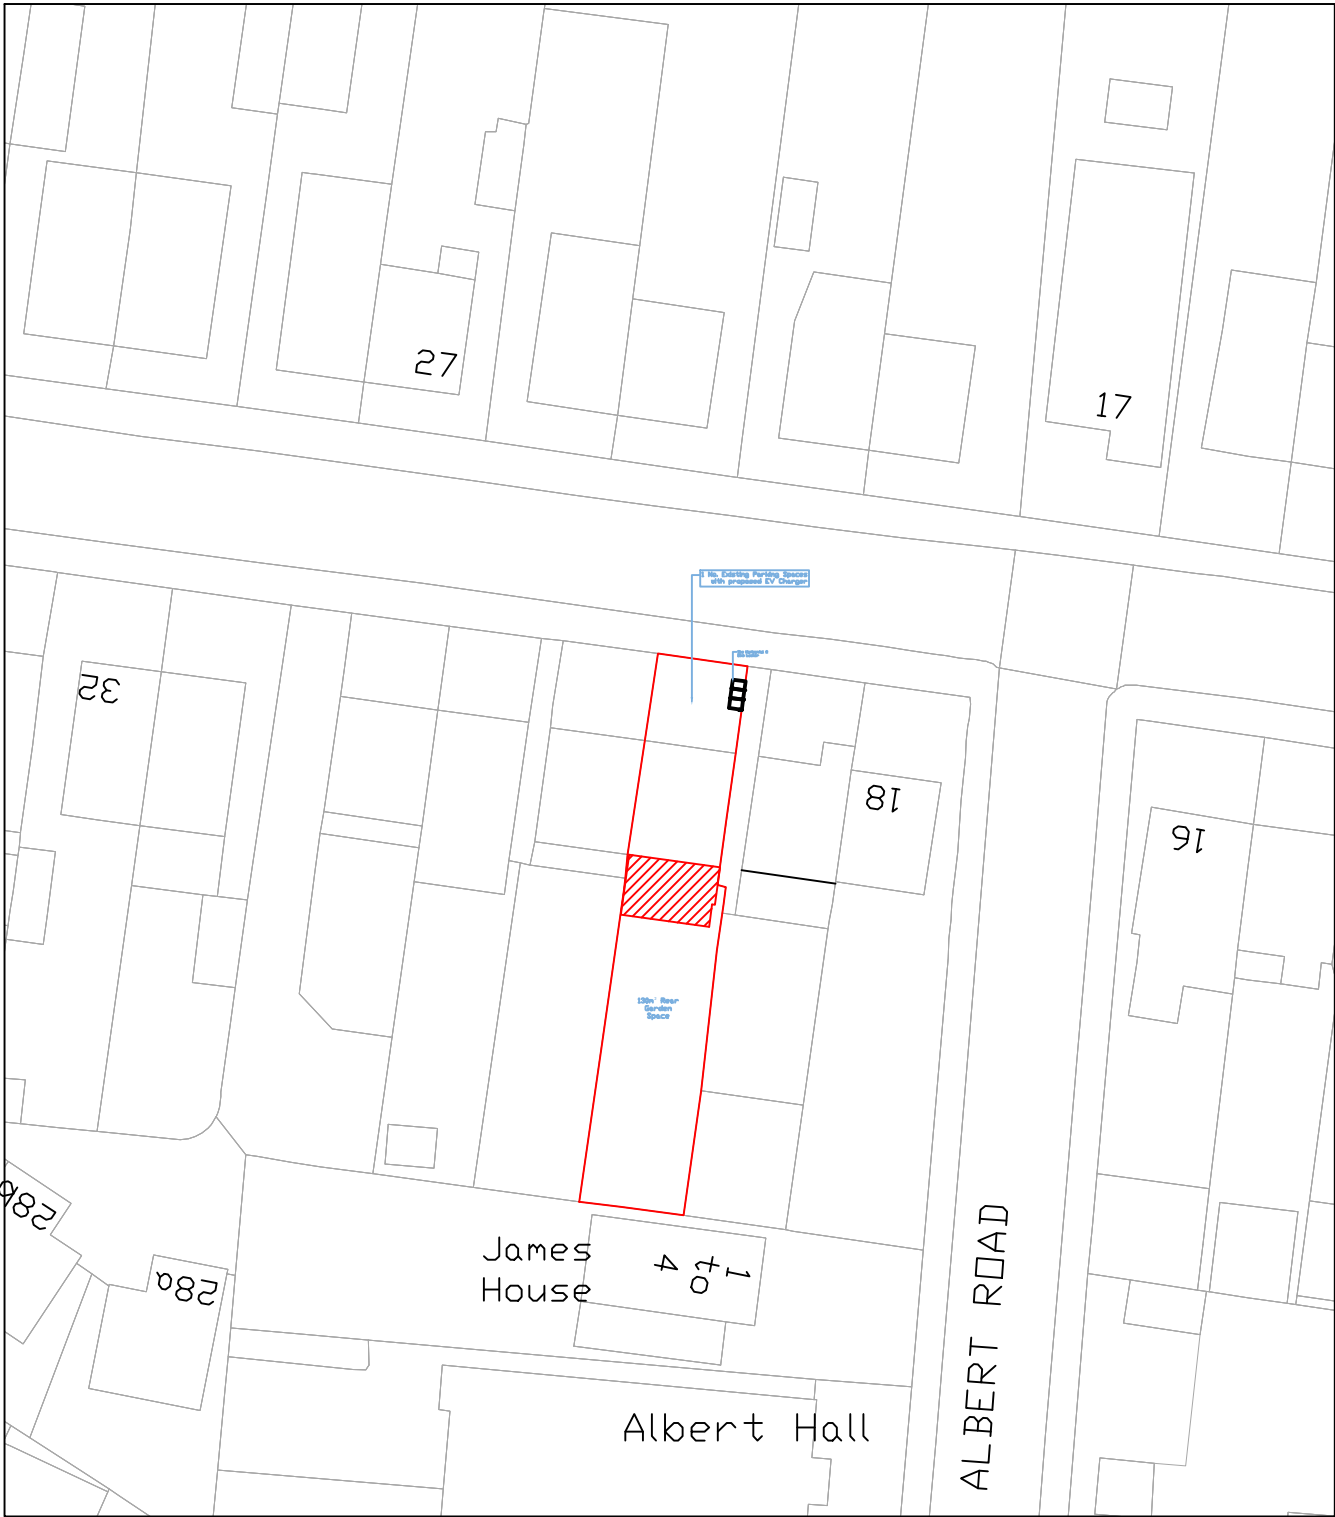 27
17
1 No. Existing Parking Spaces
with proposed EV Charger
32
18
16
138m² Rear
Garden
Space
28b
28a
James
House
1
to
4
ALBERT ROAD
Albert Hall